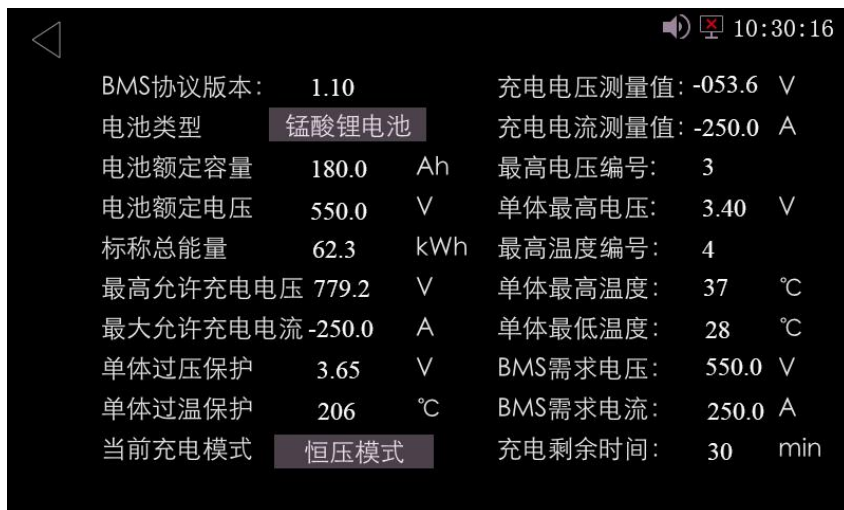 10:30:16
BMS协议版本: 1.10 充电电压测量值: -053.6 V
电池类型 锰酸锂电池 充电电流测量值: -250.0 A
电池额定容量 180.0 Ah 最高电压编号: 3
电池额定电压 550.0 V 单体最高电压: 3.40 V
标称总能量 62.3 kWh 最高温度编号: 4
最高允许充电电压 779.2 V 单体最高温度: 37 ℃
最大允许充电电流 -250.0 A 单体最低温度: 28 ℃
单体过压保护 3.65 V BMS需求电压: 550.0 V
单体过温保护 206 ℃ BMS需求电流: 250.0 A
当前充电模式 恒压模式 充电剩余时间: 30 min